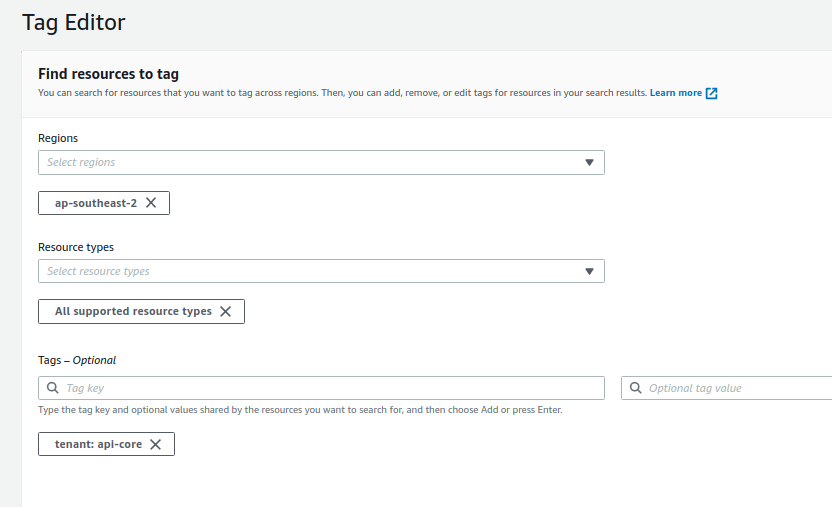 Tag Editor
Find resources to tag
You can search for resources that you want to tag across regions. Then, you can add, remove, or edit tags for resources in your search results. Learn more
Regions
Select regions
ap-southeast-2
Resource types
Select resource types
All supported resource types
Tags – Optional
Tag key
Optional tag value
Type the tag key and optional values shared by the resources you want to search for, and then choose Add or press Enter.
tenant: api-core